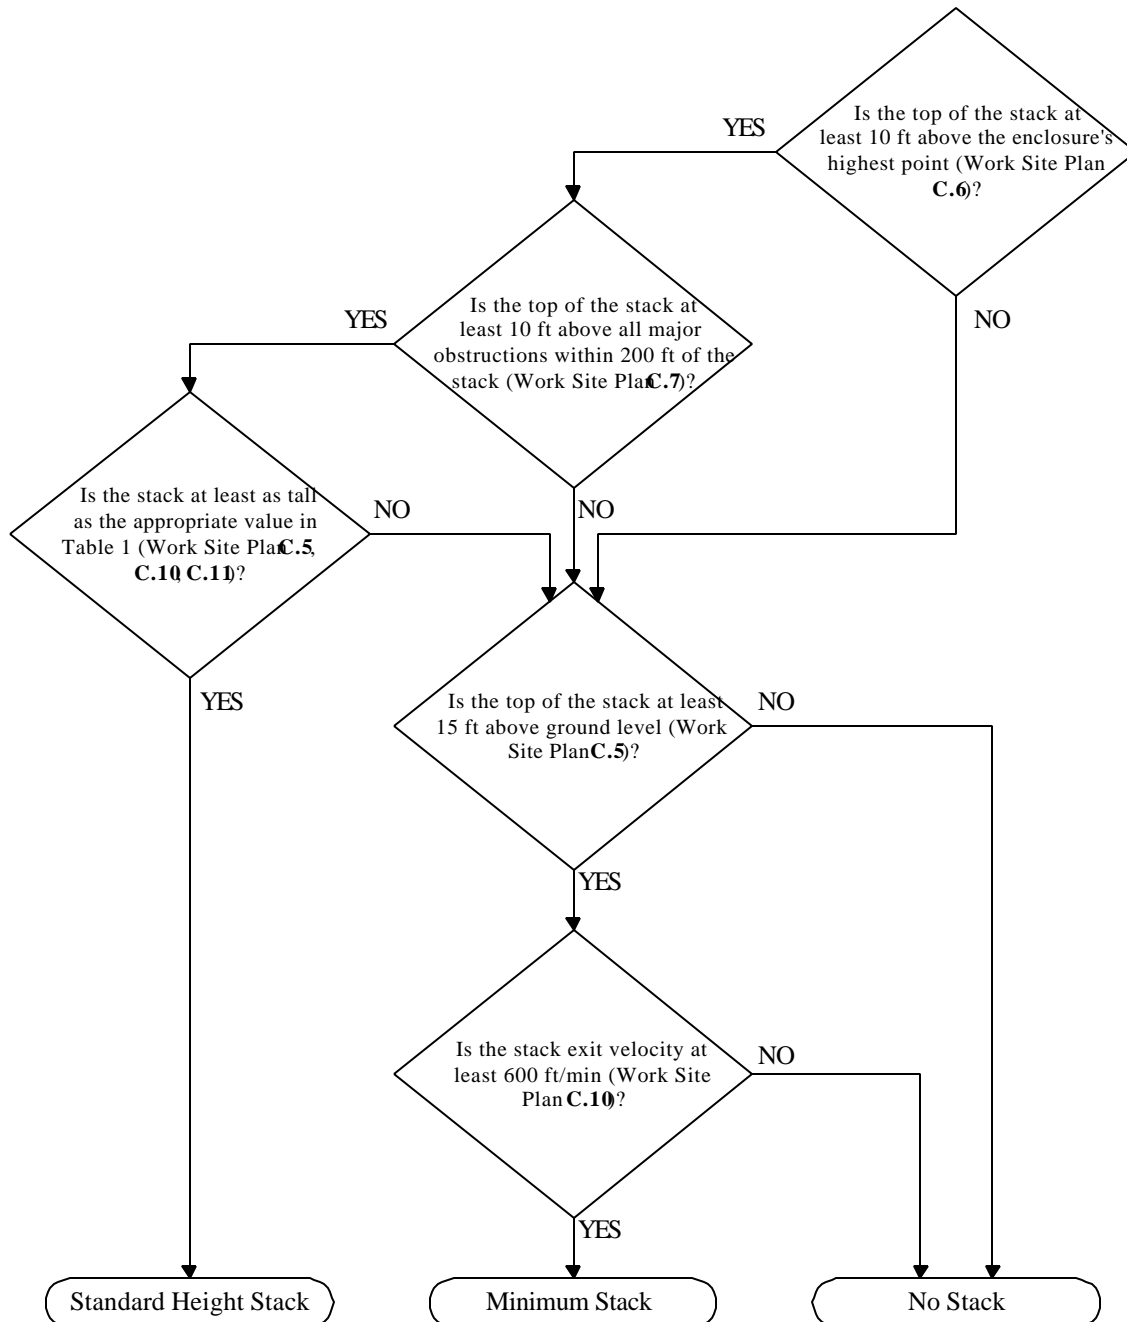 Is the top of the stack at
least 10 ft above the enclosure's
highest point (Work Site Plan
C.6)?
YES
NO
Is the top of the stack at
least 10 ft above all major
obstructions within 200 ft of the
stack (Work Site Plan C.7)?
YES
NO
Is the stack at least as tall
as the appropriate value in
Table 1 (Work Site Plan C.5,
C.10, C.11)?
NO
YES
Is the top of the stack at least
15 ft above ground level (Work
Site Plan C.5)?
NO
YES
Is the stack exit velocity at
least 600 ft/min (Work Site
Plan C.10)?
NO
YES
Standard Height Stack
Minimum Stack
No Stack